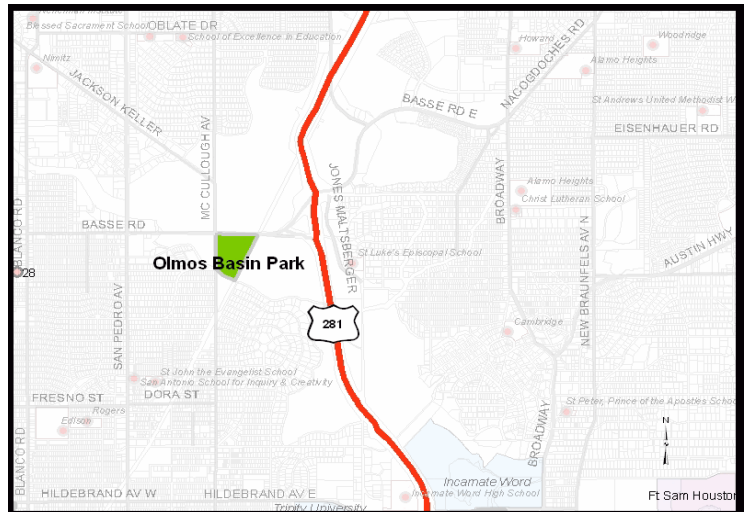 Blessed Sacrament School
OBLATE DR
School of Excellence in Education
Nimitz
JACKSON KELLER
MC CULLOUGH AV
BASSE RD E
NACOGDOCHES RD
Howard
Woodridge
Alamo Heights
St Andrews United Methodist W
EISENHAUER RD
JONES MALTSBERGER
BROADWAY
Alamo Heights
Christ Lutheran School
BLANCO RD
BASSE RD
NEW BRAUNFELS AV N
AUSTIN HWY
St Luke's Episcopal School
Olmos Basin Park
28
281
SAN PEDRO AV
Cambridge
St John the Evangelist School
San Antonio School for Inquiry & Creativity
FRESNO ST
DORA ST
Rogers
Edison
BLANCO RD
BROADWAY
St Peter, Prince of the Apostles Schoo
N
Incarnate Word
HILDEBRAND AV W
HILDEBRAND AV E
Incarnate Word High School
Ft Sam Houston
Trinity University